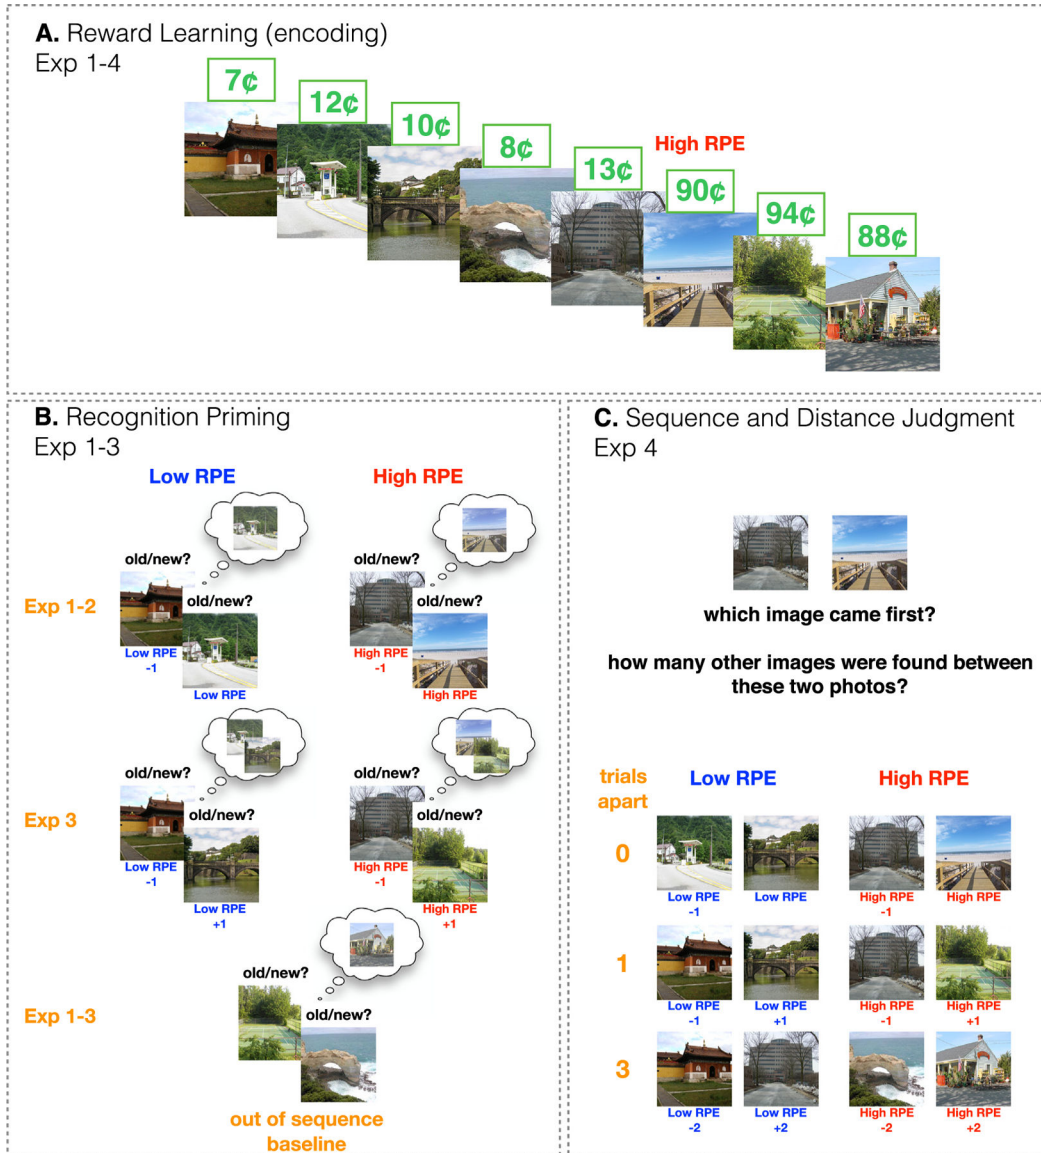 A. Reward Learning (encoding)
Exp 1-4
7¢
12¢
10¢
8¢
13¢
High RPE
90¢
94¢
88¢
B. Recognition Priming
Exp 1-3
Low RPE
High RPE
Exp 1-2
old/new?
old/new?
Low RPE
-1
Low RPE
old/new?
old/new?
High RPE
-1
High RPE
Exp 3
old/new?
old/new?
Low RPE
-1
Low RPE
+1
old/new?
old/new?
High RPE
-1
High RPE
+1
Exp 1-3
old/new?
old/new?
out of sequence
baseline
C. Sequence and Distance Judgment
Exp 4
which image came first?
how many other images were found between
these two photos?
trials
apart
Low RPE
High RPE
0
Low RPE
-1
Low RPE
High RPE
-1
High RPE
1
Low RPE
-1
Low RPE
+1
High RPE
-1
High RPE
+1
3
Low RPE
-2
Low RPE
+2
High RPE
-2
High RPE
+2